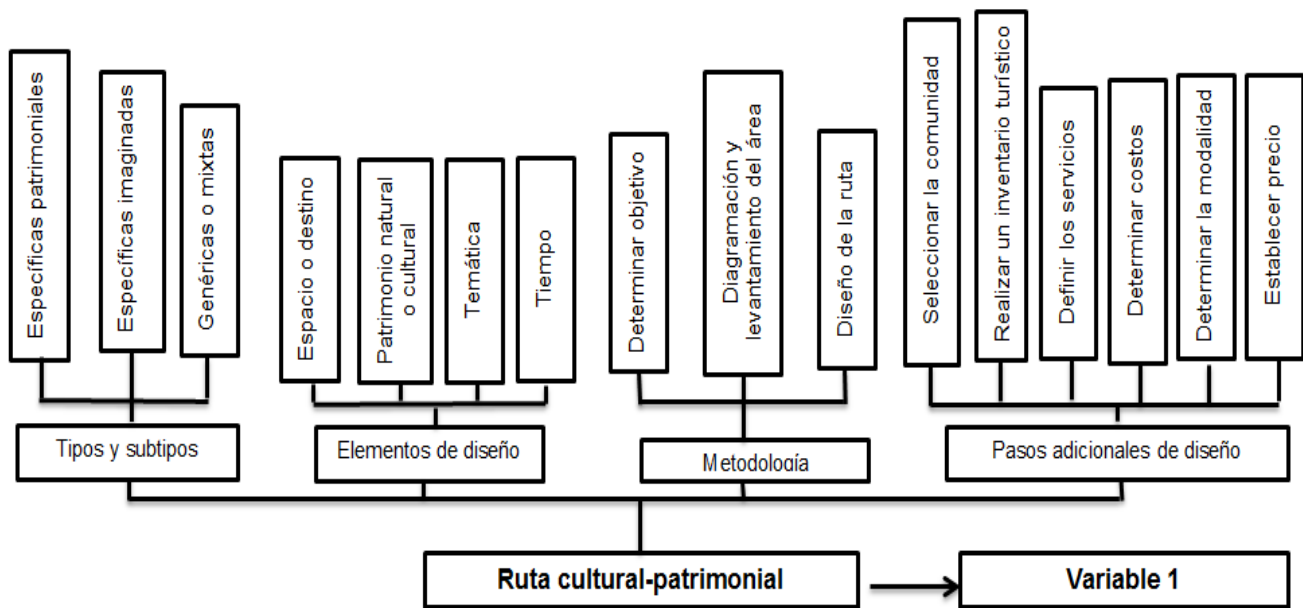 Específicas patrimoniales
Específicas imaginadas
Genéricas o mixtas
Espacio o destino
Patrimonio natural
o cultural
Temática
Tiempo
Determinar objetivo
Diagramación y
levantamiento del área
Diseño de la ruta
Seleccionar la comunidad
Realizar un inventario turístico
Definir los servicios
Determinar costos
Determinar la modalidad
Establecer precio
Tipos y subtipos
Elementos de diseño
Metodología
Pasos adicionales de diseño
Ruta cultural-patrimonial
Variable 1